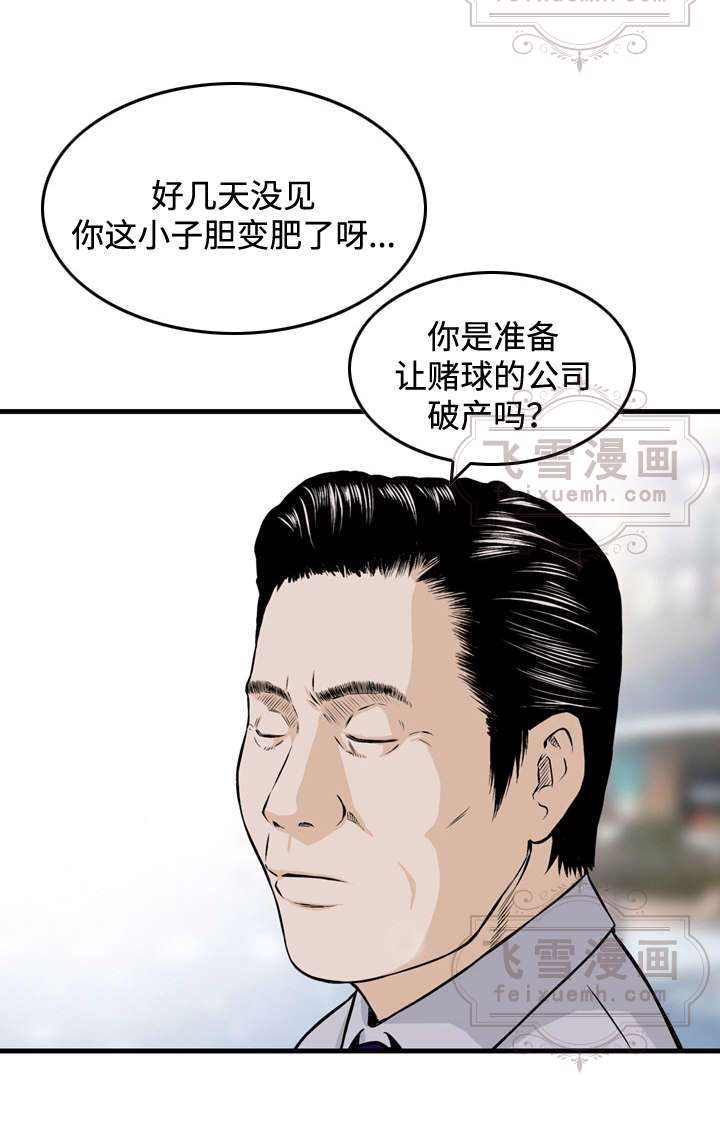 好几天没见
你这小子胆变肥了呀...
你是准备
让赌球的公司
破产吗?
飞雪漫画
feixuemh.com
飞雪漫画
feixuemh.com